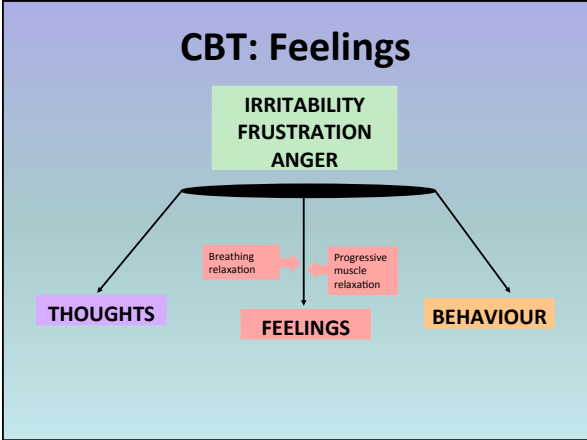 CBT: Feelings
IRRITABILITY
FRUSTRATION
ANGER
Breathing
relaxation
Progressive
muscle
relaxation
THOUGHTS
FEELINGS
BEHAVIOUR